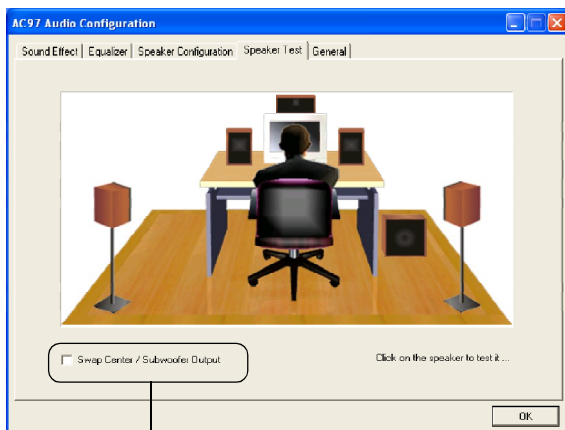 AC97 Audio Configuration
Sound Effect Equalizer Speaker Configuration Speaker Test General
Swap Center / Subwoofer Output
Click on the speaker to test it ...
OK